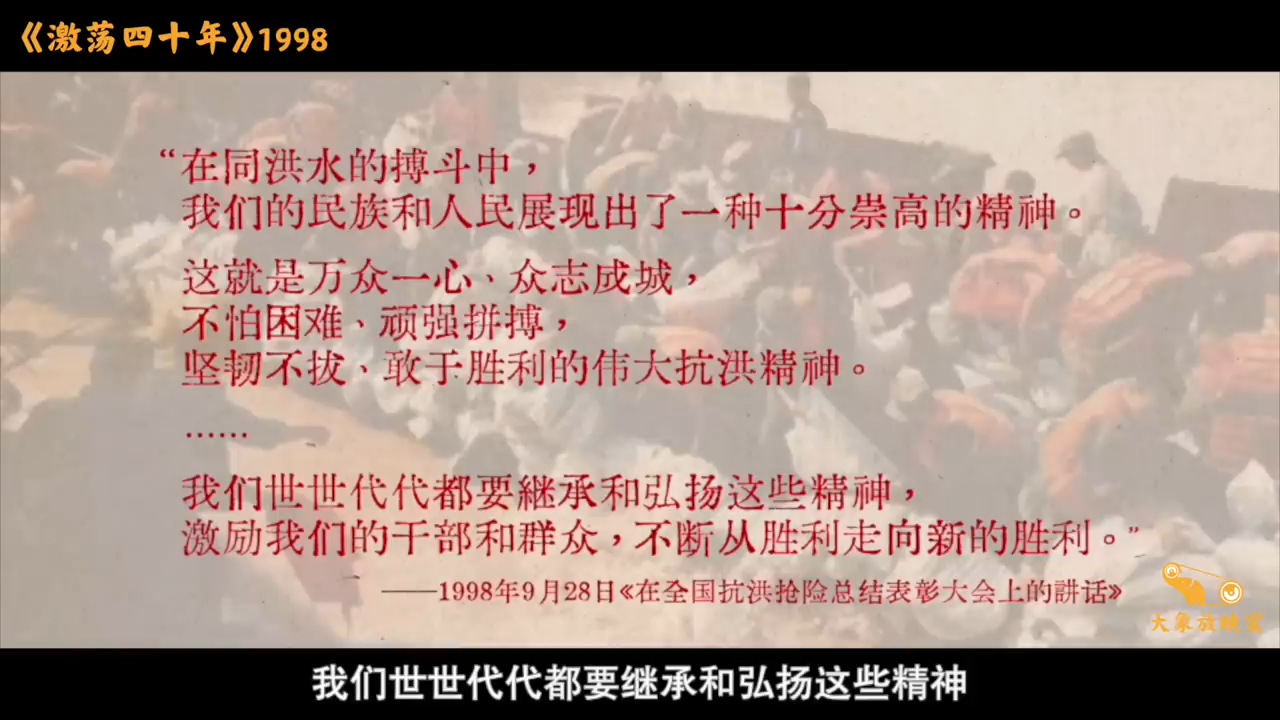 《激荡四十年》1998
“在同洪水的搏斗中，
我们的民族和人民展现出了一种十分崇高的精神。
这就是万众一心、众志成城，
不怕困难、顽强拼搏，
坚韧不拔、敢于胜利的伟大抗洪精神。
……
我们世世代代都要继承和弘扬这些精神，
激励我们的干部和群众，不断从胜利走向新的胜利。”
——1998年9月28日《在全国抗洪抢险总结表彰大会上的講话》
大象放映室
我们世世代代都要继承和弘扬这些精神